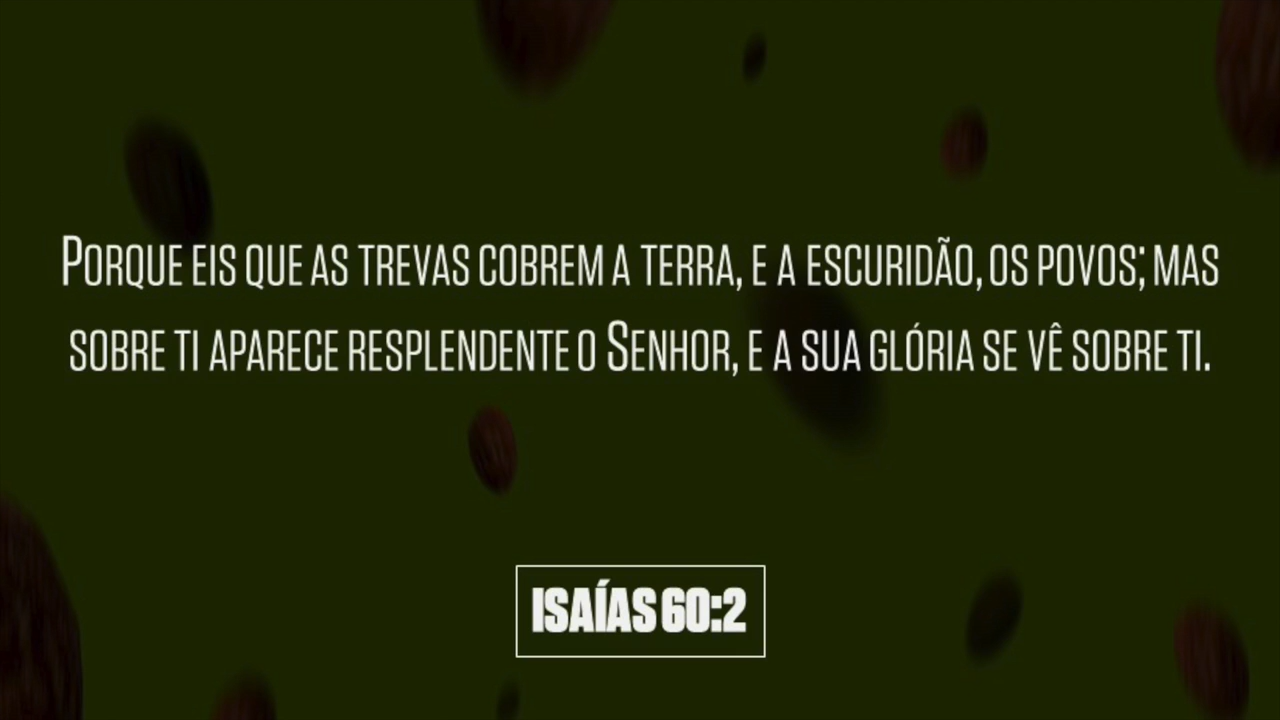 Porque eis que as trevas cobrem a terra, e a escuridão, os povos; mas
sobre ti aparece resplendente o Senhor, e a sua glória se vê sobre ti.
ISAÍAS 60:2